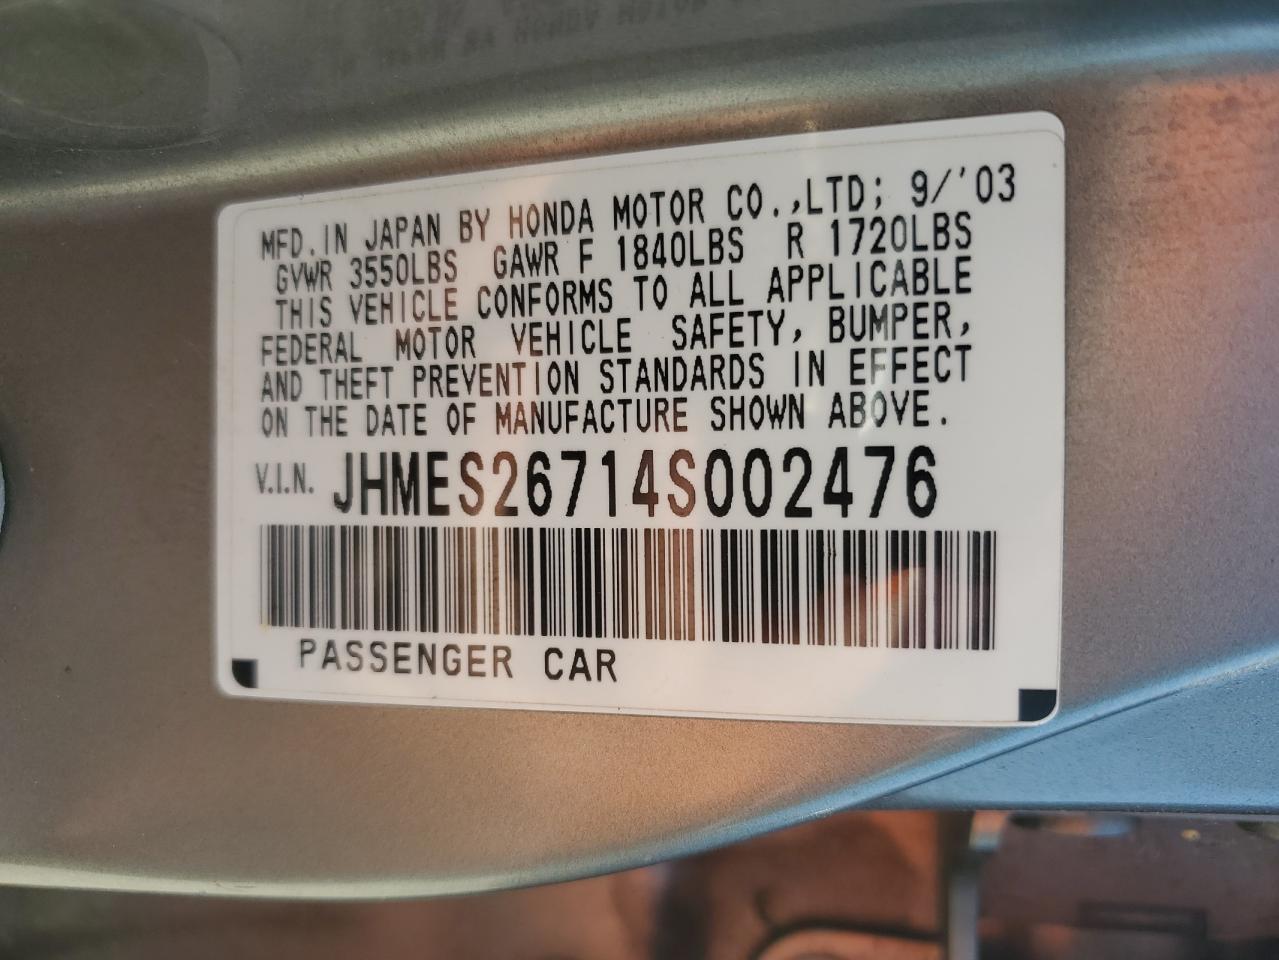 MFD. IN JAPAN BY HONDA MOTOR CO.,LTD; 9/'03
GVWR 3550LBS GAWR F 1840LBS R 1720LBS
THIS VEHICLE CONFORMS TO ALL APPLICABLE
FEDERAL MOTOR VEHICLE SAFETY, BUMPER,
AND THEFT PREVENTION STANDARDS IN EFFECT
ON THE DATE OF MANUFACTURE SHOWN ABOVE.
V.I.N. JHMES26714S002476
PASSENGER CAR